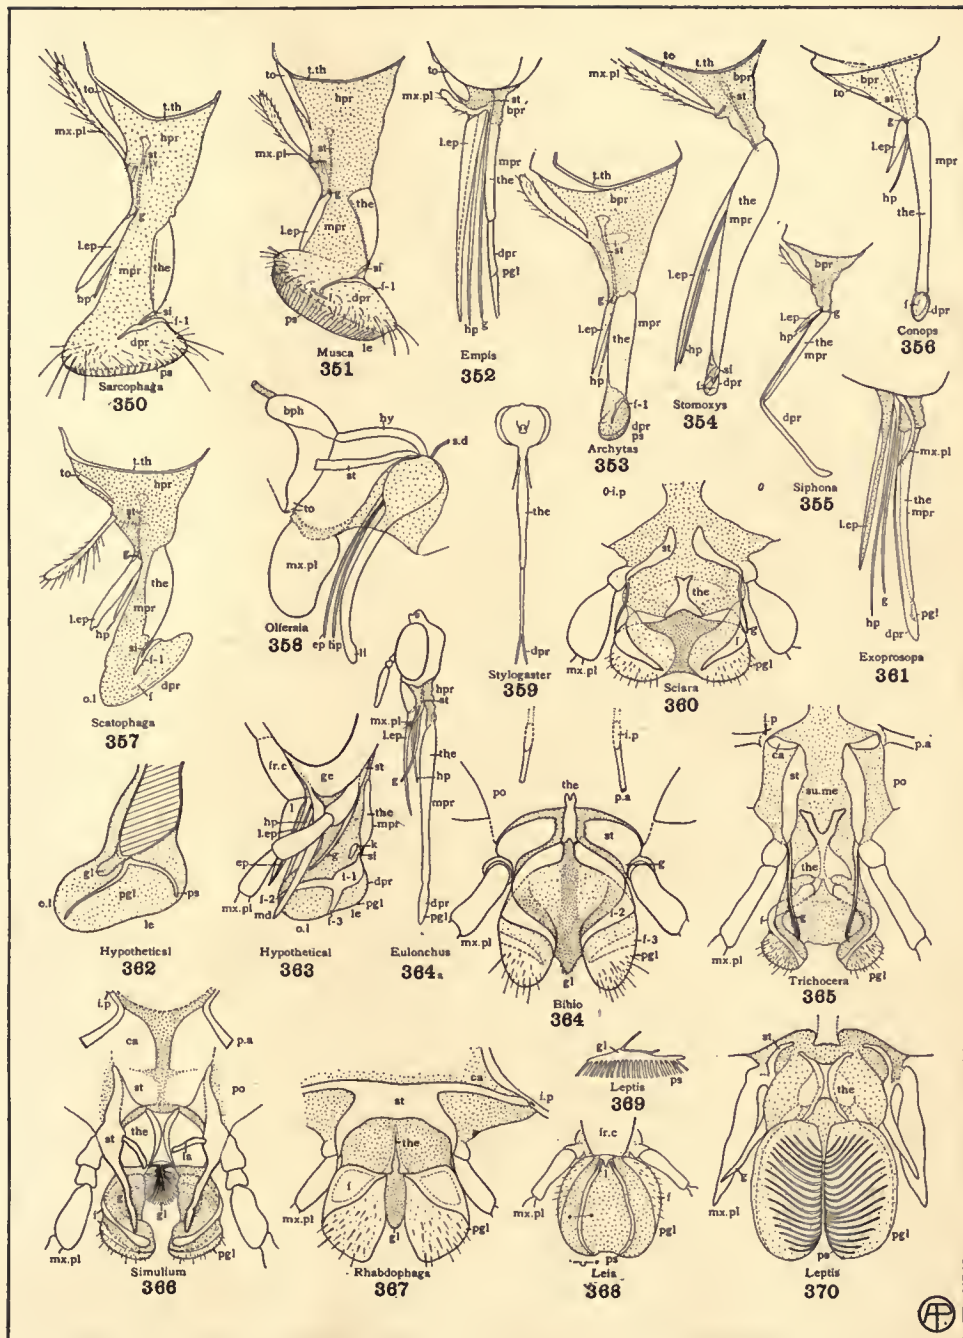 to
t.th
hpr
mx.pl
st
g
l.ep
mpr
the
hp
si
f-1
dpr
ps
Sarcophaga
350
to
t.th
hpr
mx.pl
st
g
the
l.ep
mpr
si
f-1
f
dpr
ps
le
Musca
351
to
mx.pl
st
bpr
l.ep
mpr
the
dpr
pgl
hp
g
Empis
352
t.th
bpr
st
g
l.ep
mpr
the
hp
f-1
dpr
ps
Archytas
353
to
t.th
mx.pl
bpr
st
the
mpr
l.ep
hp
si
f
dpr
Stomoxys
354
bpr
l.ep
g
hp
the
mpr
dpr
Siphona
355
bpr
to
st
g
l.ep
mpr
hp
the
f
dpr
Conops
356
to
t.th
hpr
st
g
the
mpr
l.ep
hp
si
f-1
dpr
f
o.l
Scatophaga
357
bph
hy
s.d
st
to
mx.pl
ep hp
li
Olfersia
358
the
dpr
Stylogaster
359
o-i.p
o
st
the
g
f
mx.pl
pgl
Sciara
360
mx.pl
the
mpr
l.ep
g
hp
pgl
dpr
Exoprosopa
361
gl
pgl
ps
o.l
le
Hypothetical
362
fr.c
ge
st
l
hp
the
l.ep
mpr
k
g
si
ep
f-1
dpr
f-2
mx.pl
pgl
md
le
o.l
f-3
Hypothetical
363
hpr
st
mx.pl
l.ep
the
g
hp
mpr
dpr
pgl
Eulonchus
364a
i.p
p.a
po
the
st
g
f-2
mx.pl
f-3
pgl
gl
Bibio
364
i.p
p.a
ca
st
po
su.me
the
f
g
mx.pl
pgl
Trichocera
365
i.p
ca
p.a
st
po
the
st
fa
g
f
gl
mx.pl
pgl
Simulium
366
ca
i.p
st
the
f
mx.pl
pgl
gl
Rhabdophaga
367
fr.c
l
f
mx.pl
pgl
ps
Leia
368
gl
ps
Leptis
369
st
the
g
mx.pl
pgl
ps
Leptis
370